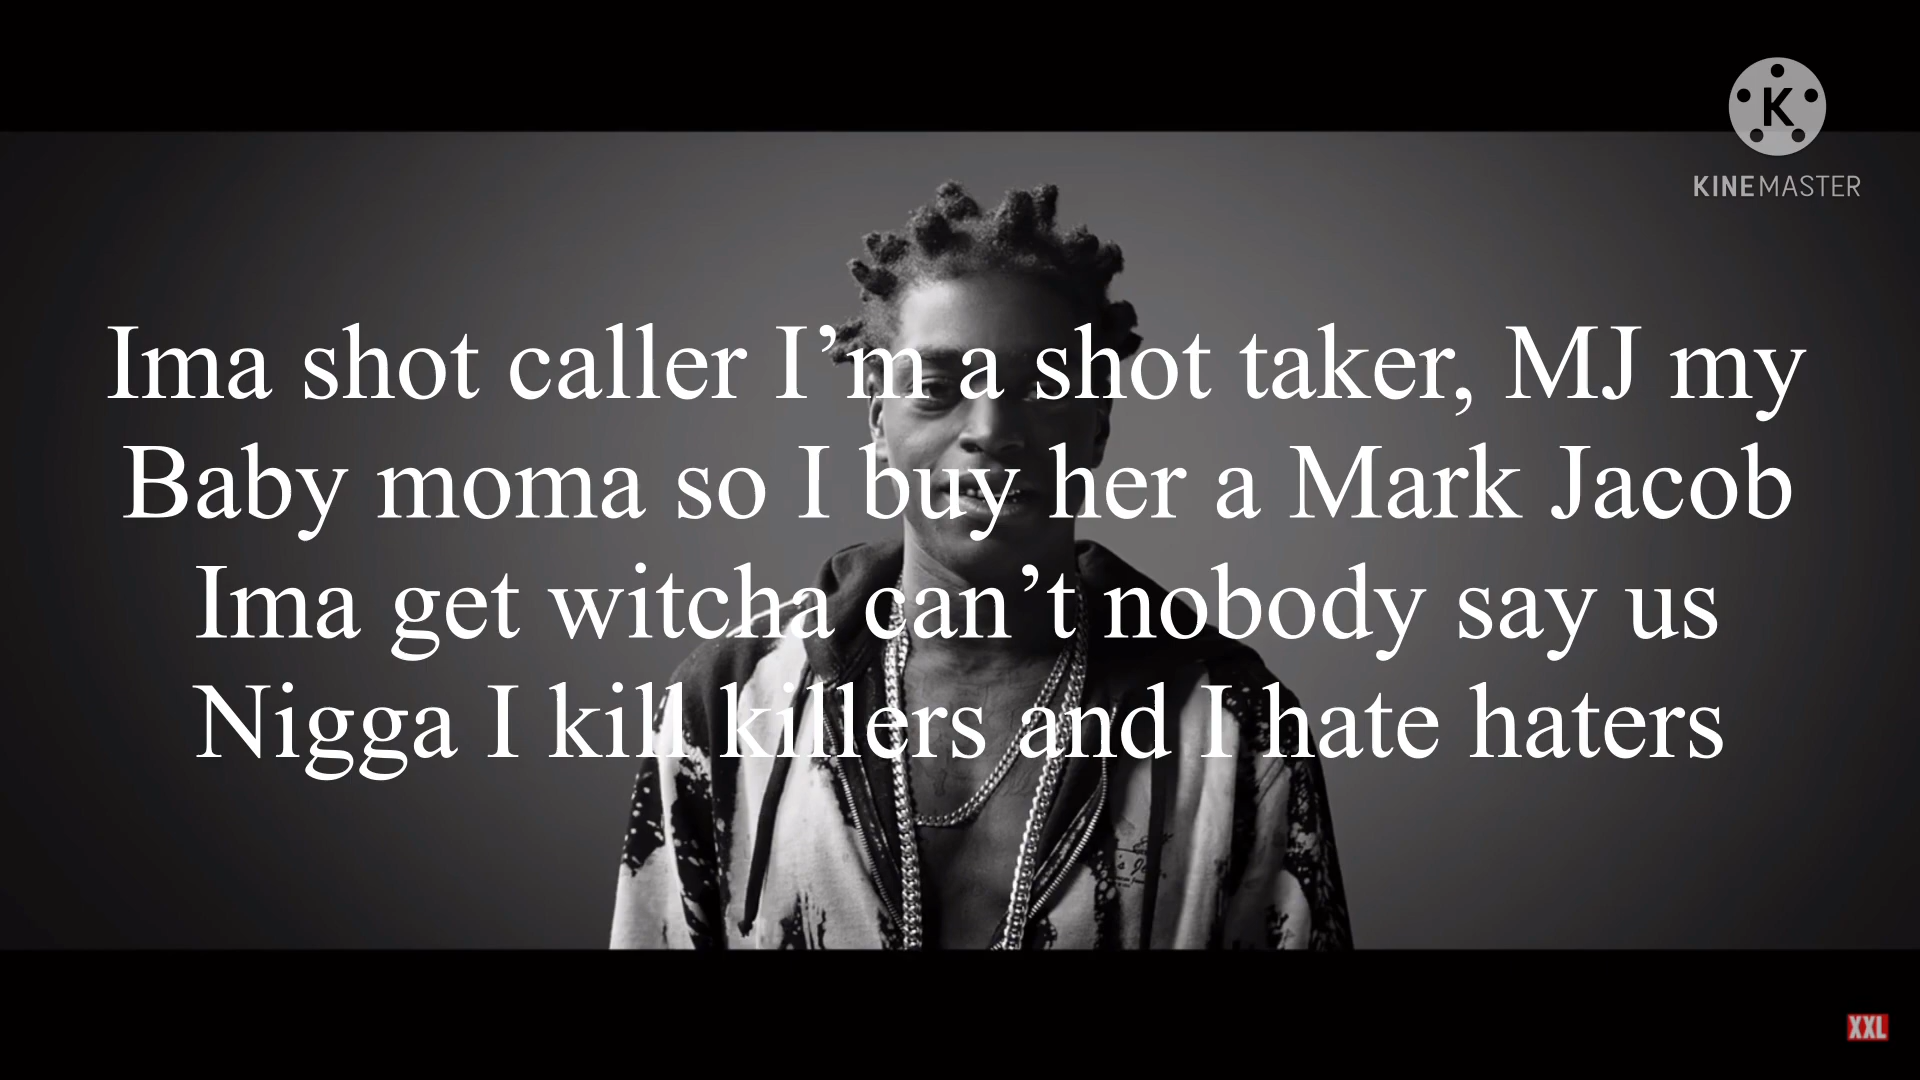 K
KINEMASTER
Ima shot caller I’m a shot taker, MJ my
Baby moma so I buy her a Mark Jacob
Ima get witcha can’t nobody say us
Nigga I kill killers and I hate haters
XXL